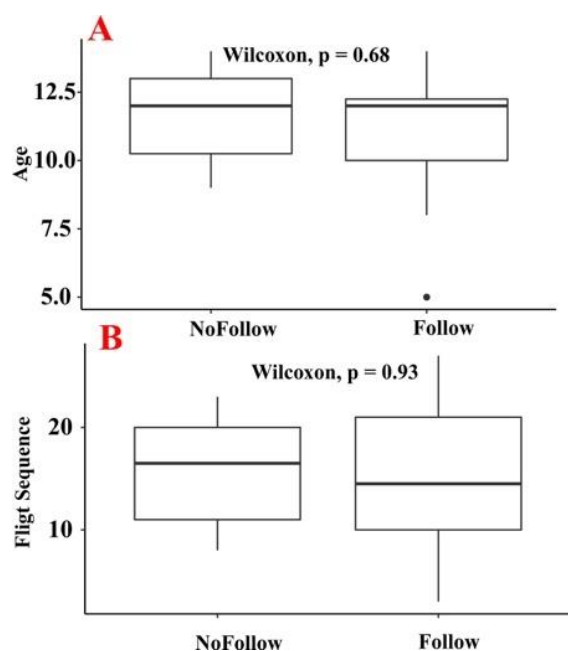 A
Wilcoxon, p = 0.68
Age
12.5
10.0
7.5
5.0
NoFollow
Follow
B
Wilcoxon, p = 0.93
Fligt Sequence
20
10
NoFollow
Follow